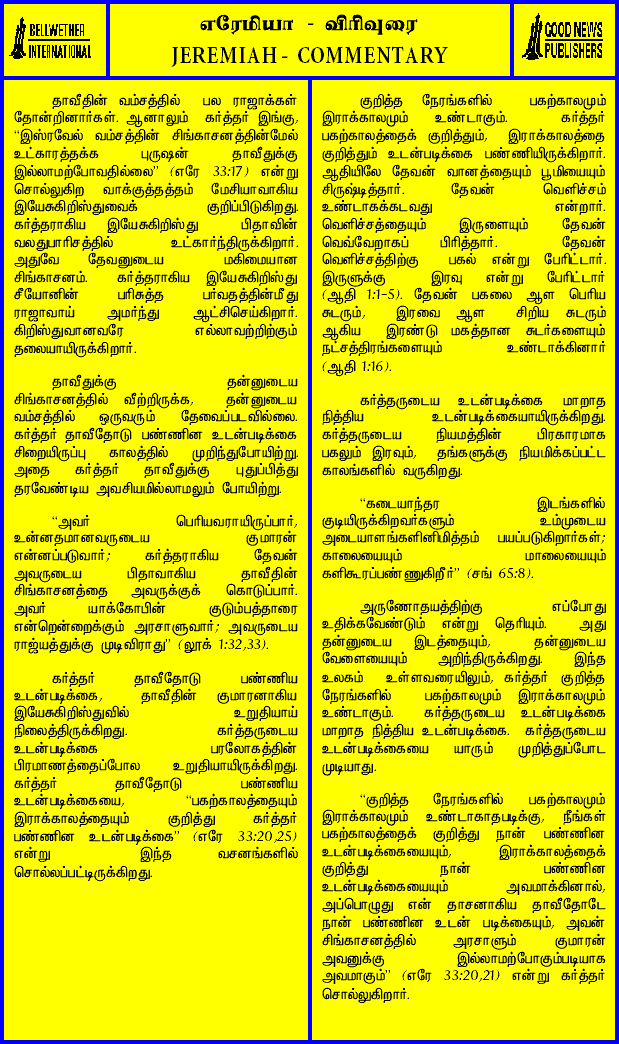 BELLWETHER
INTERNATIONAL
எரேமியா - விரிவுரை
JEREMIAH - COMMENTARY
GOOD NEWS
PUBLISHERS
தாவீதின் வம்சத்தில் பல ராஜாக்கள்
தோன்றினார்கள். ஆனாலும் கர்த்தர் இங்கு,
“இஸ்ரவேல் வம்சத்தின் சிங்காசனத்தின்மேல்
உட்காரத்தக்க புருஷன் தாவீதுக்கு
இல்லாமற்போவதில்லை” (எரே 33:17) என்று
சொல்லுகிற வாக்குத்தத்தம் மேசியாவாகிய
இயேசுகிறிஸ்துவைக் குறிப்பிடுகிறது.
கர்த்தராகிய இயேசுகிறிஸ்து பிதாவின்
வலதுபாரிசத்தில் உட்கார்ந்திருக்கிறார்.
அதுவே தேவனுடைய மகிமையான
சிங்காசனம். கர்த்தராகிய இயேசுகிறிஸ்து
சீயோனின் பரிசுத்த பர்வதத்தின்மீது
ராஜாவாய் அமர்ந்து ஆட்சிசெய்கிறார்.
கிறிஸ்துவானவரே எல்லாவற்றிற்கும்
தலையாயிருக்கிறார்.
தாவீதுக்கு தன்னுடைய
சிங்காசனத்தில் வீற்றிருக்க, தன்னுடைய
வம்சத்தில் ஒருவரும் தேவைப்படவில்லை.
கர்த்தர் தாவீதோடு பண்ணின உடன்படிக்கை
சிறையிருப்பு காலத்தில் முறிந்துபோயிற்று.
அதை கர்த்தர் தாவீதுக்கு புதுப்பித்து
தரவேண்டிய அவசியமில்லாமலும் போயிற்று.
“அவர் பெரியவராயிருப்பார்,
உன்னதமானவருடைய குமாரன்
என்னப்படுவார்; கர்த்தராகிய தேவன்
அவருடைய பிதாவாகிய தாவீதின்
சிங்காசனத்தை அவருக்குக் கொடுப்பார்.
அவர் யாக்கோபின் குடும்பத்தாரை
என்றென்றைக்கும் அரசாளுவார்; அவருடைய
ராஜ்யத்துக்கு முடிவிராது” (லூக் 1:32,33).
கர்த்தர் தாவீதோடு பண்ணிய
உடன்படிக்கை, தாவீதின் குமாரனாகிய
இயேசுகிறிஸ்துவில் உறுதியாய்
நிலைத்திருக்கிறது. கர்த்தருடைய
உடன்படிக்கை பரலோகத்தின்
பிரமாணத்தைப்போல உறுதியாயிருக்கிறது.
கர்த்தர் தாவீதோடு பண்ணிய
உடன்படிக்கையை, “பகற்காலத்தையும்
இராக்காலத்தையும் குறித்து கர்த்தர்
பண்ணின உடன்படிக்கை” (எரே 33:20,25)
என்று இந்த வசனங்களில்
சொல்லப்பட்டிருக்கிறது.
குறித்த நேரங்களில் பகற்காலமும்
இராக்காலமும் உண்டாகும். கர்த்தர்
பகற்காலத்தைக் குறித்தும், இராக்காலத்தை
குறித்தும் உடன்படிக்கை பண்ணியிருக்கிறார்.
ஆதியிலே தேவன் வானத்தையும் பூமியையும்
சிருஷ்டித்தார். தேவன் வெளிச்சம்
உண்டாகக்கடவது என்றார்.
வெளிச்சத்தையும் இருளையும் தேவன்
வெவ்வேறாகப் பிரித்தார். தேவன்
வெளிச்சத்திற்கு பகல் என்று பேரிட்டார்.
இருளுக்கு இரவு என்று பேரிட்டார்
(ஆதி 1:1-5). தேவன் பகலை ஆள பெரிய
சுடரும், இரவை ஆள சிறிய சுடரும்
ஆகிய இரண்டு மகத்தான சுடர்களையும்
நட்சத்திரங்களையும் உண்டாக்கினார்
(ஆதி 1:16).
கர்த்தருடைய உடன்படிக்கை மாறாத
நித்திய உடன்படிக்கையாயிருக்கிறது.
கர்த்தருடைய நியமத்தின் பிரகாரமாக
பகலும் இரவும், தங்களுக்கு நியமிக்கப்பட்ட
காலங்களில் வருகிறது.
“கடையாந்தர இடங்களில்
குடியிருக்கிறவர்களும் உம்முடைய
அடையாளங்களினிமித்தம் பயப்படுகிறார்கள்;
காலையையும் மாலையையும்
களிகூரப்பண்ணுகிறீர்” (சங் 65:8).
அருணோதயத்திற்கு எப்போது
உதிக்கவேண்டும் என்று தெரியும். அது
தன்னுடைய இடத்தையும், தன்னுடைய
வேளையையும் அறிந்திருக்கிறது. இந்த
உலகம் உள்ளவரையிலும், கர்த்தர் குறித்த
நேரங்களில் பகற்காலமும் இராக்காலமும்
உண்டாகும். கர்த்தருடைய உடன்படிக்கை
மாறாத நித்திய உடன்படிக்கை. கர்த்தருடைய
உடன்படிக்கையை யாரும் முறித்துப்போட
முடியாது.
“குறித்த நேரங்களில் பகற்காலமும்
இராக்காலமும் உண்டாகாதபடிக்கு, நீங்கள்
பகற்காலத்தைக் குறித்து நான் பண்ணின
உடன்படிக்கையையும், இராக்காலத்தைக்
குறித்து நான் பண்ணின
உடன்படிக்கையையும் அவமாக்கினால்,
அப்பொழுது என் தாசனாகிய தாவீதோடே
நான் பண்ணின உடன் படிக்கையும், அவன்
சிங்காசனத்தில் அரசாளும் குமாரன்
அவனுக்கு இல்லாமற்போகும்படியாக
அவமாகும்” (எரே 33:20,21) என்று கர்த்தர்
சொல்லுகிறார்.